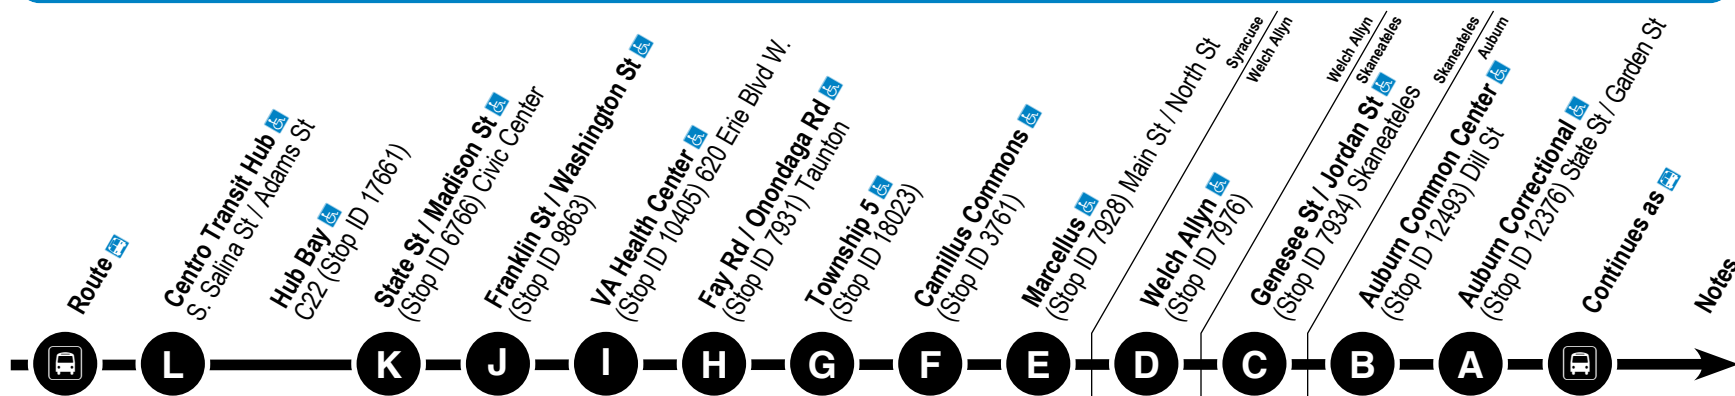 Route
Centro Transit Hub
S. Salina St / Adams St
Hub Bay
C22 (Stop ID 17661)
State St / Madison St
(Stop ID 6766) Civic Center
Franklin St / Washington St
(Stop ID 9863)
VA Health Center
(Stop ID 10405) 620 Erie Blvd W.
Fay Rd / Onondaga Rd
(Stop ID 7931) Taunton
Township 5
(Stop ID 18023)
Camillus Commons
(Stop ID 3761)
Marcellus
(Stop ID 7928) Main St / North St
Syracuse
Welch Allyn
Welch Allyn
(Stop ID 7976)
Welch Allyn
Skaneateles
Genesee St / Jordan St
(Stop ID 7934) Skaneateles
Skaneateles
Auburn
Auburn Common Center
(Stop ID 12493) Dill St
Auburn Correctional
(Stop ID 12376) State St / Garden St
Continues as
Notes
L K J I H G F E D C B A